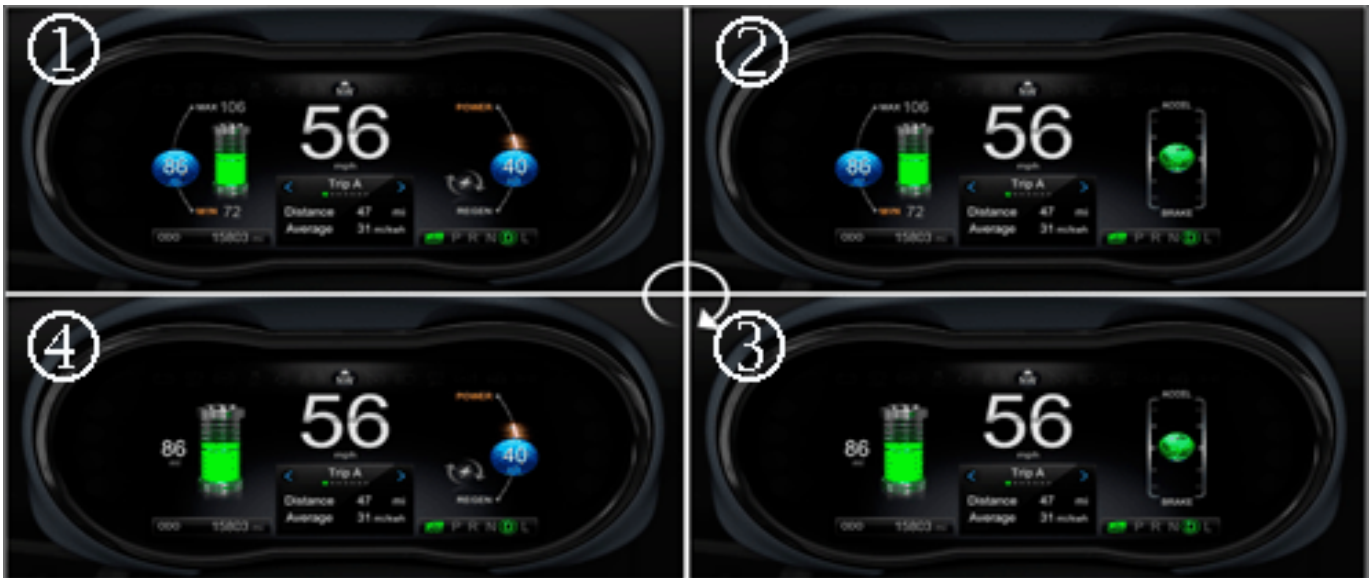 ①
MAX 106
56
POWER
mph
86
40
Trip A
MIN 72
Distance 47 mi
REGEN
Average 31 mi/kwh
ODO 15803 mi
P R N D L
②
MAX 106
ACCEL
56
mph
86
Trip A
MIN 72
Distance 47 mi
BRAKE
Average 31 mi/kwh
ODO 15803 mi
P R N D L
④
56
POWER
mph
86
mi
40
Trip A
REGEN
Distance 47 mi
Average 31 mi/kwh
ODO 15803 mi
P R N D L
③
ACCEL
56
mph
86
mi
Trip A
Distance 47 mi
BRAKE
Average 31 mi/kwh
ODO 15803 mi
P R N D L